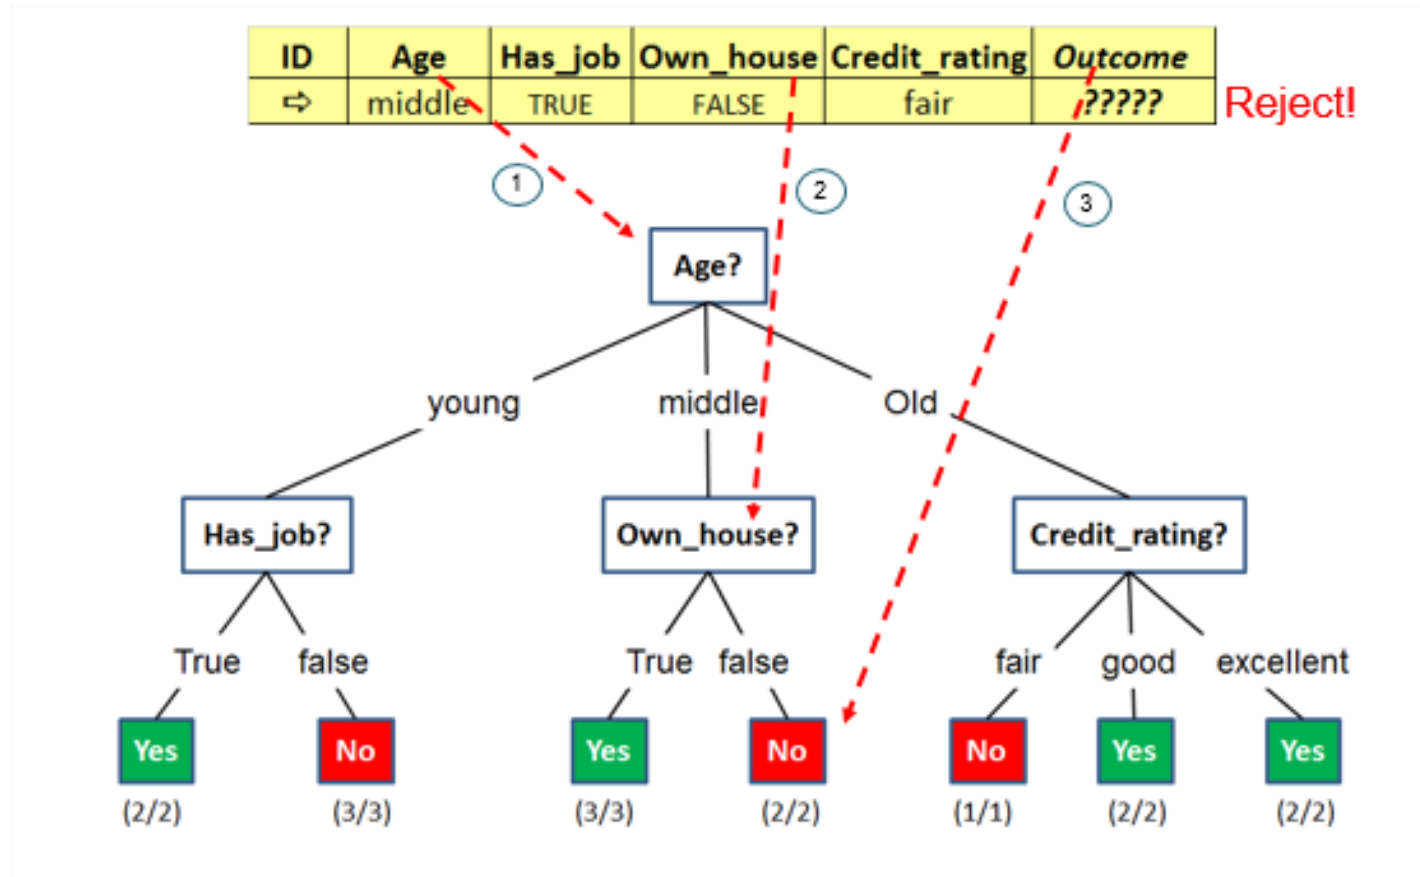 ID Age Has_job Own_house Credit_rating Outcome
⇨ middle TRUE FALSE fair ????? Reject!
1 2 3
Age?
young middle Old
Has_job? Own_house? Credit_rating?
True false True false fair good excellent
Yes No Yes No No Yes Yes
(2/2) (3/3) (3/3) (2/2) (1/1) (2/2) (2/2)